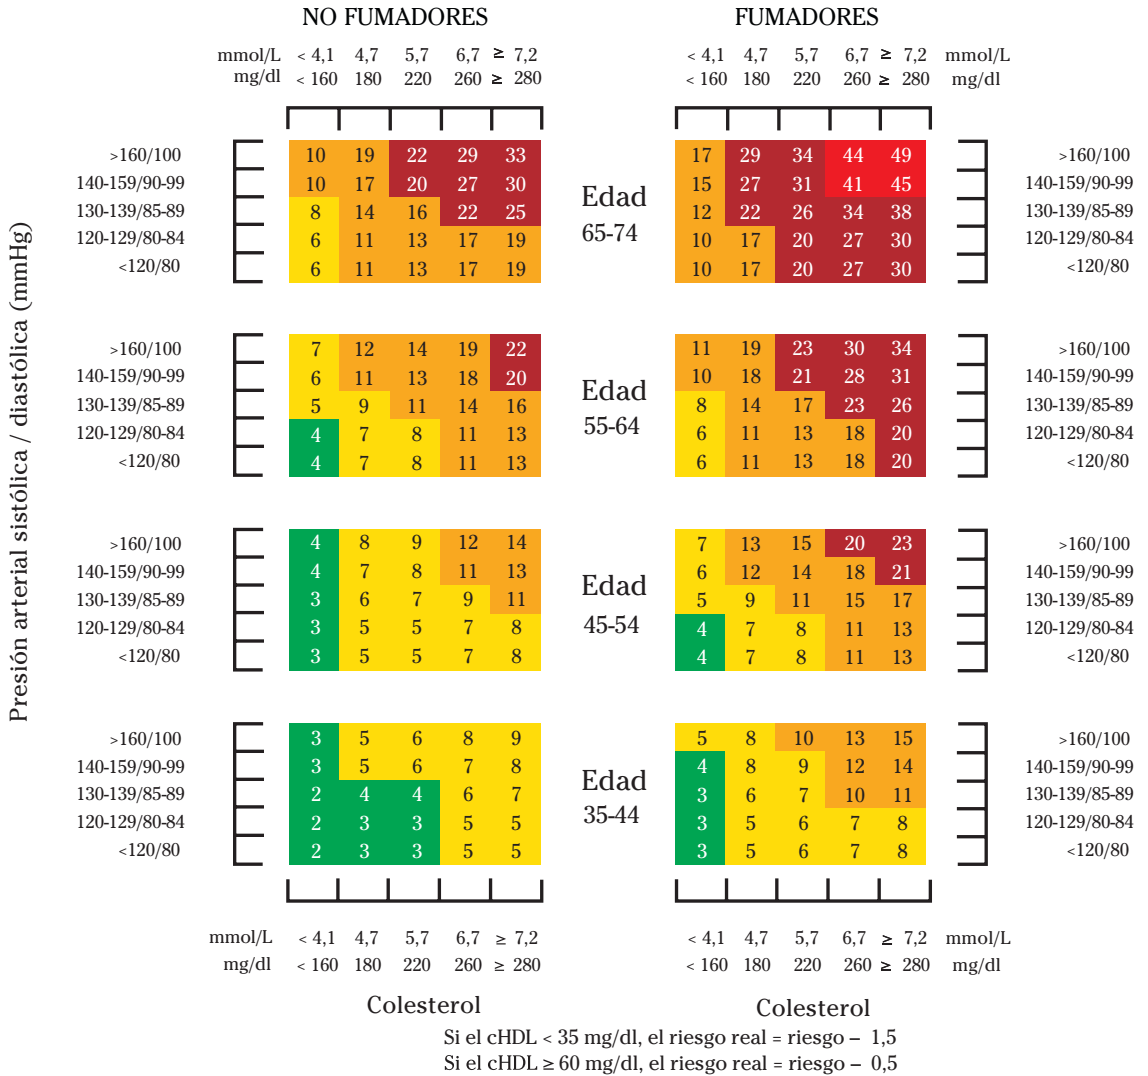 NO FUMADORES FUMADORES
mmol/L < 4,1 4,7 5,7 6,7 ≥ 7,2 < 4,1 4,7 5,7 6,7 ≥ 7,2 mmol/L
mg/dl < 160 180 220 260 ≥ 280 < 160 180 220 260 ≥ 280 mg/dl
Presión arterial sistólica / diastólica (mmHg)
>160/100 10 19 22 29 33 17 29 34 44 49 >160/100
140-159/90-99 10 17 20 27 30 15 27 31 41 45 140-159/90-99
Edad
130-139/85-89 8 14 16 22 25 12 22 26 34 38 130-139/85-89
65-74
120-129/80-84 6 11 13 17 19 10 17 20 27 30 120-129/80-84
<120/80 6 11 13 17 19 10 17 20 27 30 <120/80
>160/100 7 12 14 19 22 11 19 23 30 34 >160/100
140-159/90-99 6 11 13 18 20 10 18 21 28 31 140-159/90-99
Edad
130-139/85-89 5 9 11 14 16 8 14 17 23 26 130-139/85-89
55-64
120-129/80-84 4 7 8 11 13 6 11 13 18 20 120-129/80-84
<120/80 4 7 8 11 13 6 11 13 18 20 <120/80
>160/100 4 8 9 12 14 7 13 15 20 23 >160/100
140-159/90-99 4 7 8 11 13 6 12 14 18 21 140-159/90-99
Edad
130-139/85-89 3 6 7 9 11 5 9 11 15 17 130-139/85-89
45-54
120-129/80-84 3 5 5 7 8 4 7 8 11 13 120-129/80-84
<120/80 3 5 5 7 8 4 7 8 11 13 <120/80
>160/100 3 5 6 8 9 5 8 10 13 15 >160/100
140-159/90-99 3 5 6 7 8 4 8 9 12 14 140-159/90-99
Edad
130-139/85-89 2 4 4 6 7 3 6 7 10 11 130-139/85-89
35-44
120-129/80-84 2 3 3 5 5 3 5 6 7 8 120-129/80-84
<120/80 2 3 3 5 5 3 5 6 7 8 <120/80
mmol/L < 4,1 4,7 5,7 6,7 ≥ 7,2 < 4,1 4,7 5,7 6,7 ≥ 7,2 mmol/L
mg/dl < 160 180 220 260 ≥ 280 < 160 180 220 260 ≥ 280 mg/dl
Colesterol Colesterol
Si el cHDL < 35 mg/dl, el riesgo real = riesgo – 1,5
Si el cHDL ≥ 60 mg/dl, el riesgo real = riesgo – 0,5